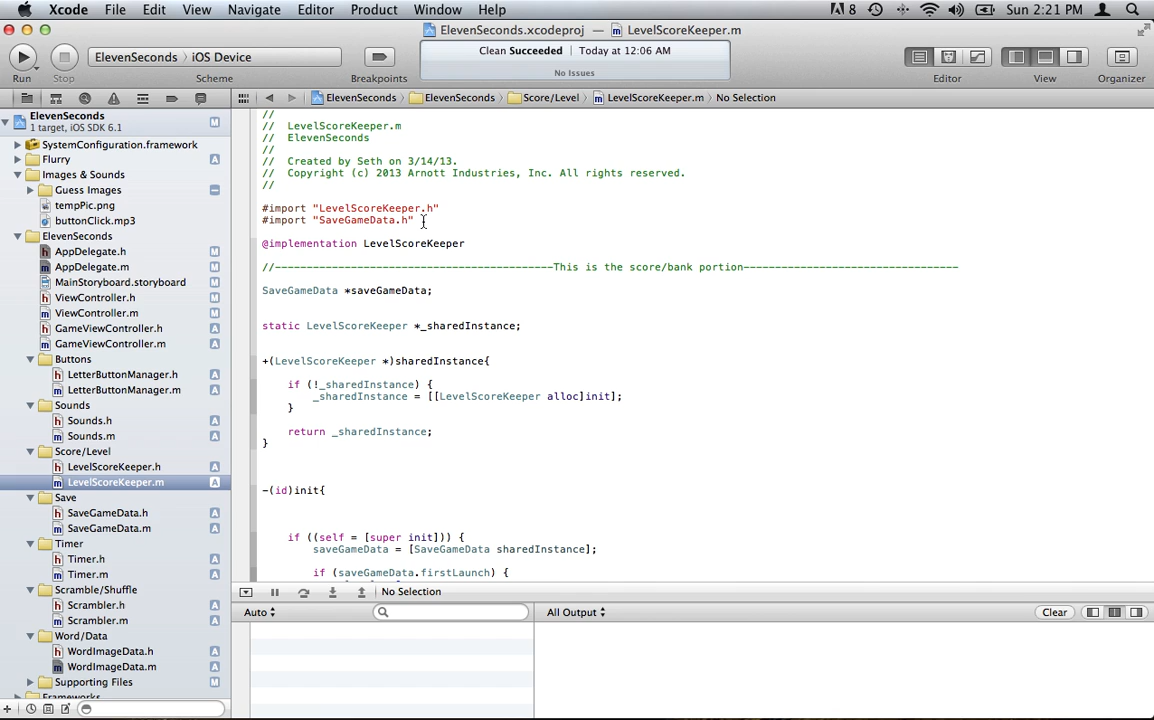 Xcode File Edit View Navigate Editor Product Window Help 8 Sun 2:21 PM
ElevenSeconds.xcodeproj — LevelScoreKeeper.m
ElevenSeconds › iOS Device
Clean Succeeded | Today at 12:06 AM
No Issues
Run Stop Scheme Breakpoints Editor View Organizer
ElevenSeconds › ElevenSeconds › Score/Level › LevelScoreKeeper.m › No Selection
ElevenSeconds M
1 target, iOS SDK 6.1
SystemConfiguration.framework
Flurry A
Images & Sounds
Guess Images
tempPic.png
buttonClick.mp3
ElevenSeconds
AppDelegate.h M
AppDelegate.m M
MainStoryboard.storyboard M
ViewController.h M
ViewController.m M
GameViewController.h A
GameViewController.m A
Buttons
LetterButtonManager.h A
LetterButtonManager.m A
Sounds
Sounds.h A
Sounds.m A
Score/Level
LevelScoreKeeper.h A
LevelScoreKeeper.m A
Save
SaveGameData.h A
SaveGameData.m A
Timer
Timer.h A
Timer.m A
Scramble/Shuffle
Scrambler.h A
Scrambler.m A
Word/Data
WordImageData.h A
WordImageData.m A
Supporting Files M
Frameworks
//
// LevelScoreKeeper.m
// ElevenSeconds
//
// Created by Seth on 3/14/13.
// Copyright (c) 2013 Arnott Industries, Inc. All rights reserved.
//
#import "LevelScoreKeeper.h"
#import "SaveGameData.h"
@implementation LevelScoreKeeper
//--------------------------------------------This is the score/bank portion----------------------------------
SaveGameData *saveGameData;
static LevelScoreKeeper *_sharedInstance;
+(LevelScoreKeeper *)sharedInstance{
if (!_sharedInstance) {
_sharedInstance = [[LevelScoreKeeper alloc]init];
}
return _sharedInstance;
}
-(id)init{
if ((self = [super init])) {
saveGameData = [SaveGameData sharedInstance];
if (saveGameData.firstLaunch) {
No Selection
Auto All Output Clear